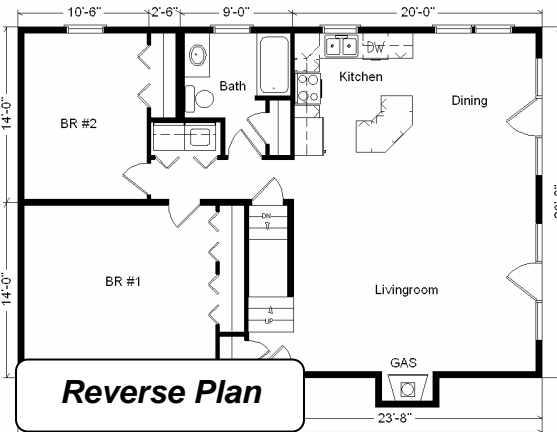 10'-6" 2'-6" 9'-0" 20'-0"
DW
Kitchen
Bath
Dining
14'-0"
BR #2
DN
BR #1
14'-0"
Livingroom
UP
GAS
Reverse Plan
23'-8"